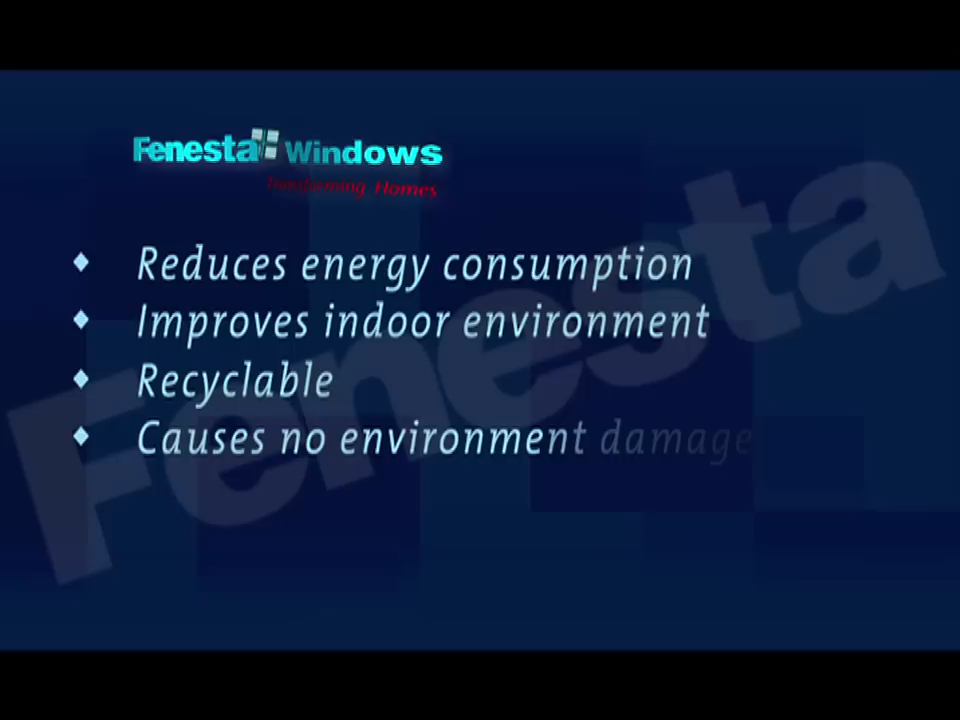 Fenesta Windows
Transforming Homes
Reduces energy consumption
Improves indoor environment
Recyclable
Causes no environment damage
Fenesta